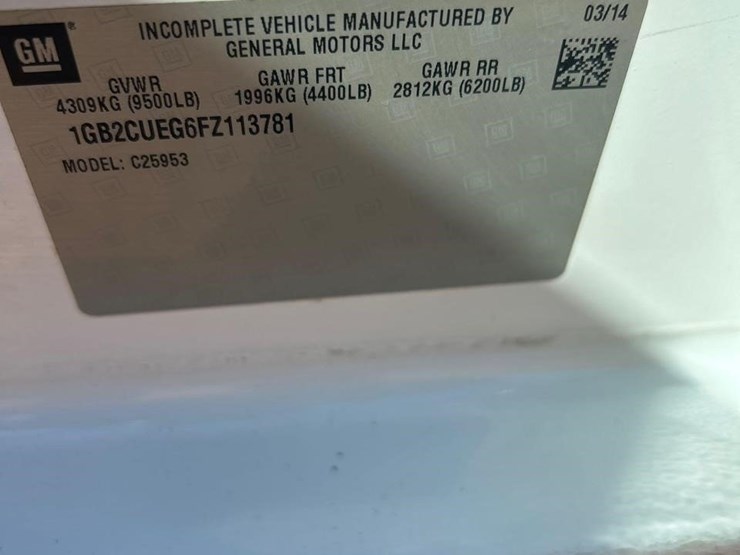 GM®
INCOMPLETE VEHICLE MANUFACTURED BY
GENERAL MOTORS LLC
03/14
GVWR GAWR FRT GAWR RR
4309KG (9500LB) 1996KG (4400LB) 2812KG (6200LB)
1GB2CUEG6FZ113781
MODEL: C25953